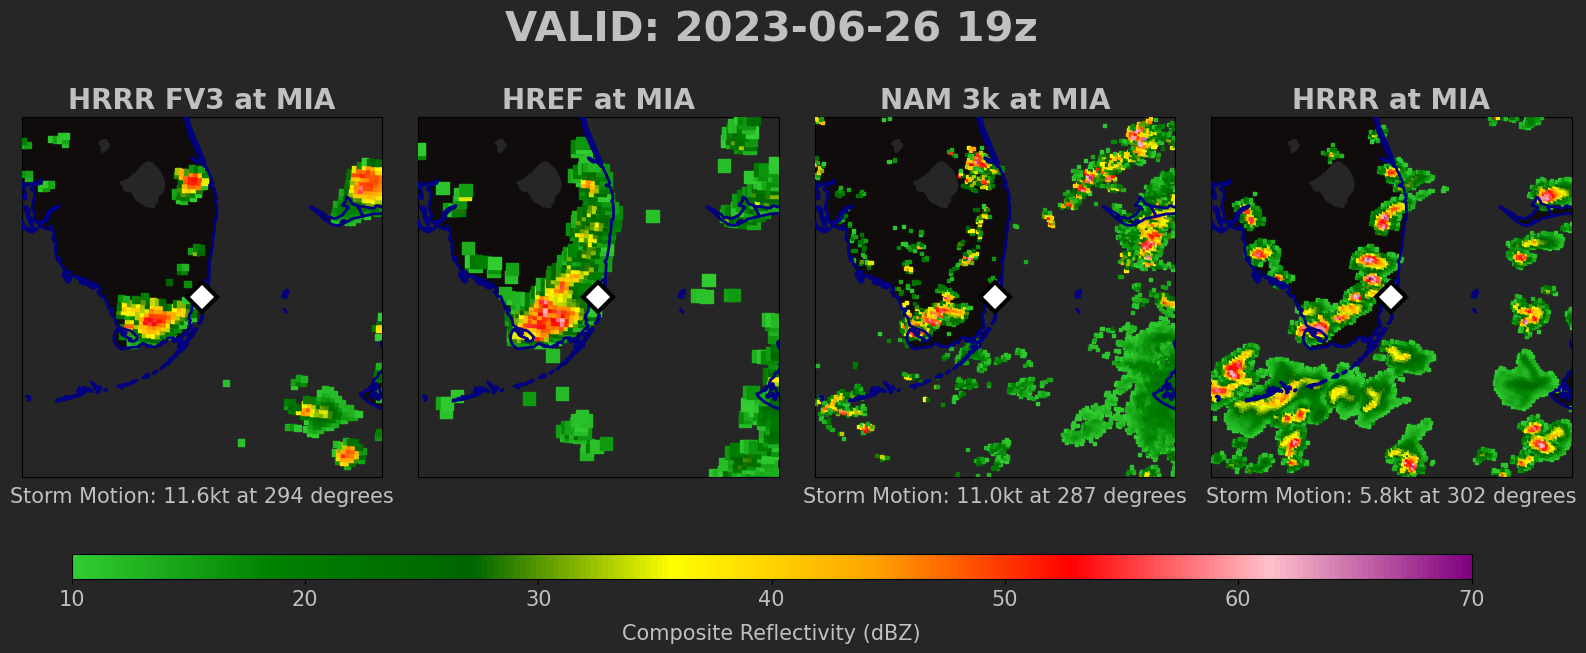 VALID: 2023-06-26 19z
HRRR FV3 at MIA
HREF at MIA
NAM 3k at MIA
HRRR at MIA
Storm Motion: 11.6kt at 294 degrees
Storm Motion: 11.0kt at 287 degrees
Storm Motion: 5.8kt at 302 degrees
10 20 30 40 50 60 70
Composite Reflectivity (dBZ)